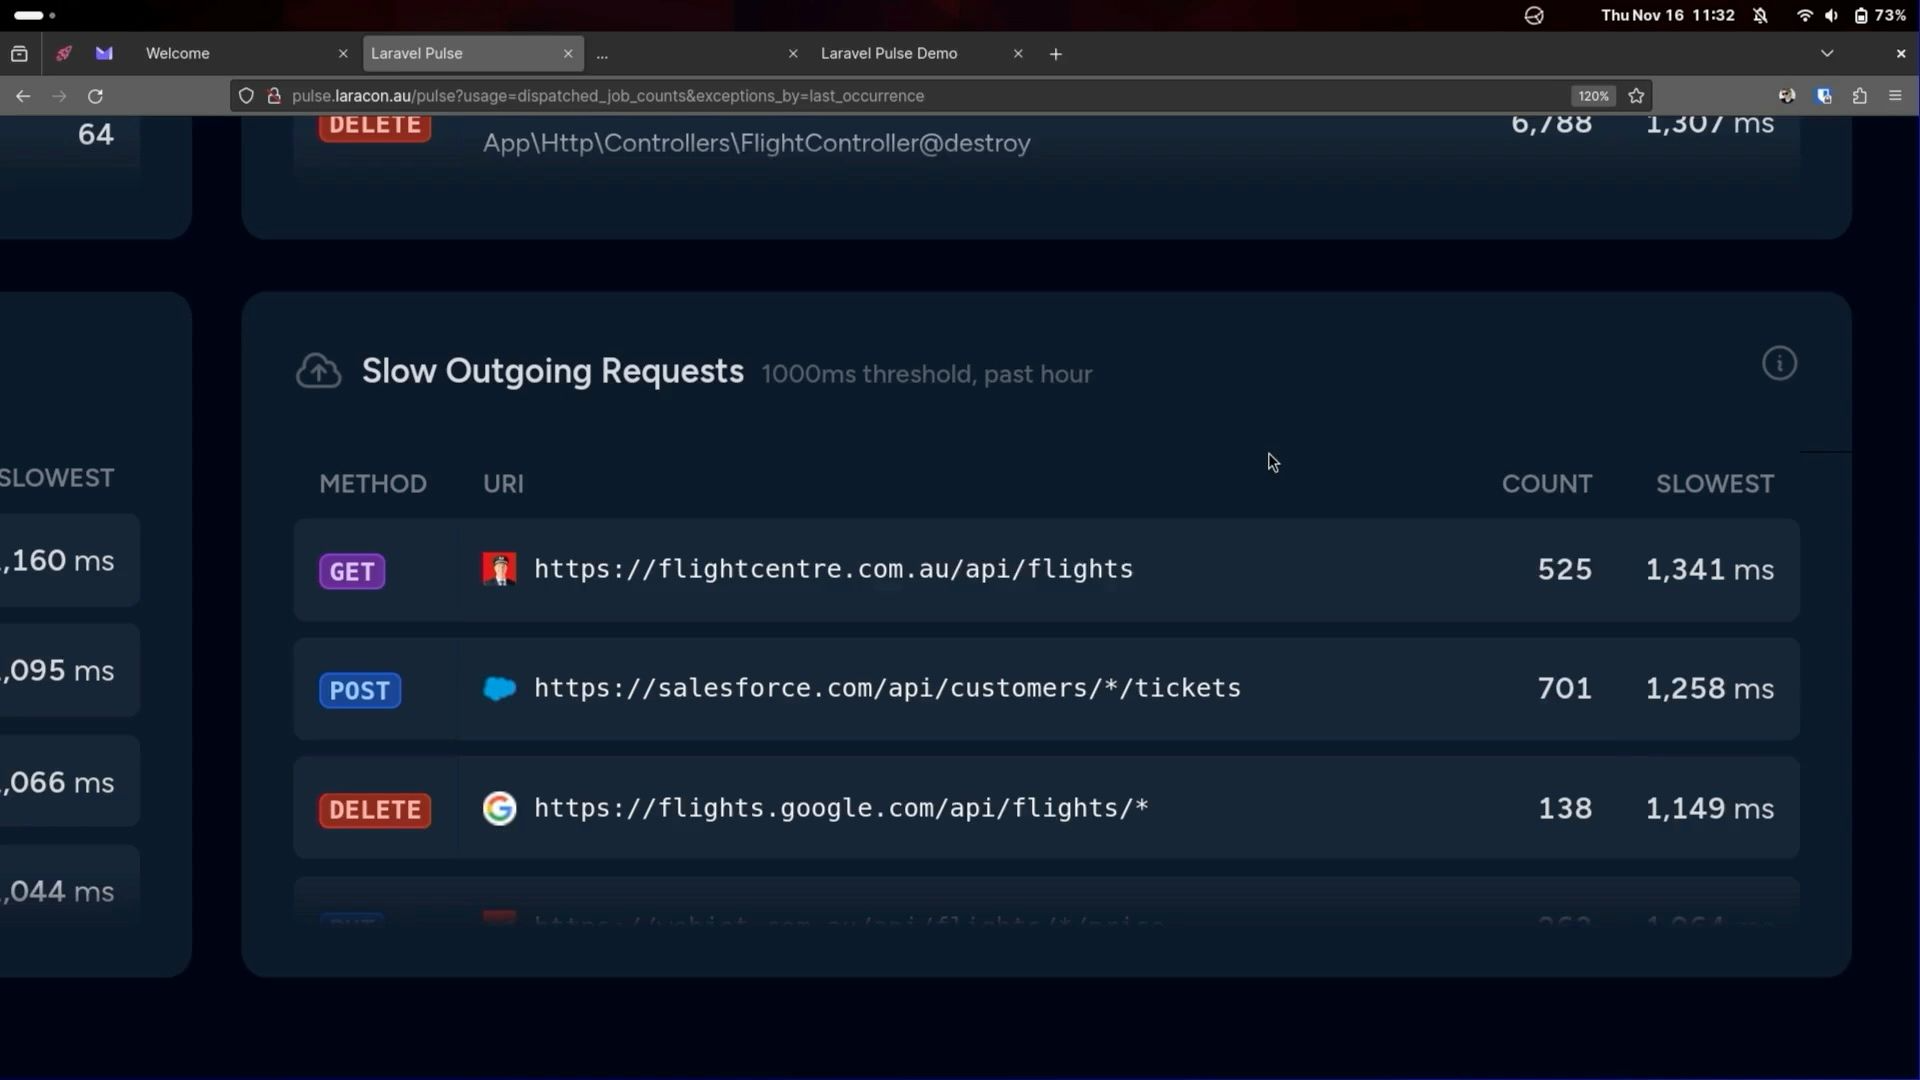 Thu Nov 16 11:32
73%
Welcome
Laravel Pulse
...
Laravel Pulse Demo
pulse.laracon.au/pulse?usage=dispatched_job_counts&exceptions_by=last_occurrence
120%
64
DELETE
App\Http\Controllers\FlightController@destroy
6,788
1,307 ms
Slow Outgoing Requests 1000ms threshold, past hour
SLOWEST
METHOD URI COUNT SLOWEST
,160 ms
GET https://flightcentre.com.au/api/flights 525 1,341 ms
,095 ms
POST https://salesforce.com/api/customers/*/tickets 701 1,258 ms
,066 ms
DELETE https://flights.google.com/api/flights/* 138 1,149 ms
,044 ms